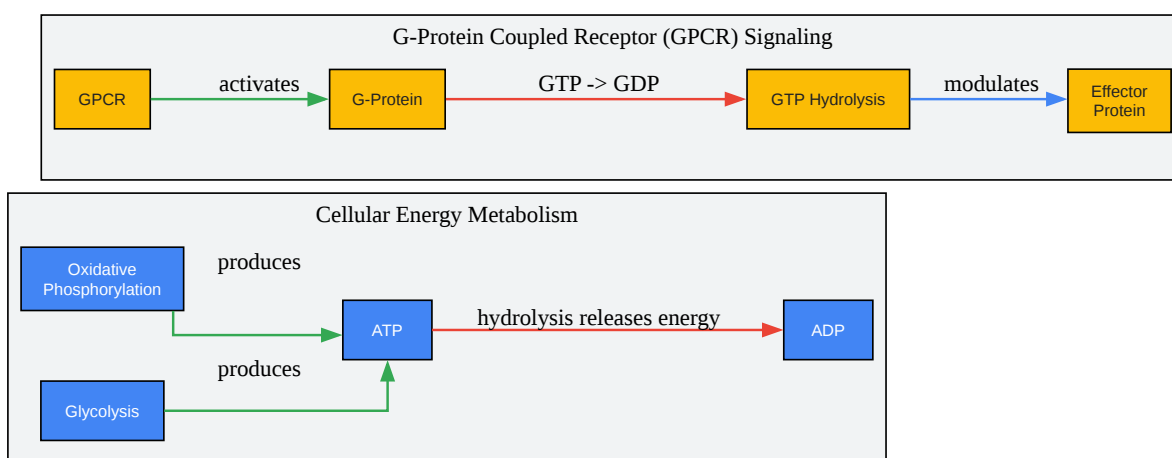 G-Protein Coupled Receptor (GPCR) Signaling
GPCR
activates
G-Protein
GTP -> GDP
GTP Hydrolysis
modulates
Effector
Protein
Cellular Energy Metabolism
Oxidative
Phosphorylation
produces
ATP
hydrolysis releases energy
ADP
produces
Glycolysis